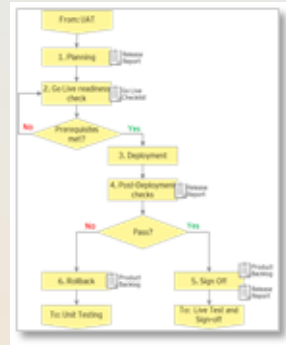 From: UAT
1. Planning
Release
Report
2. Go Live readiness
check
Go Live
Checklist
No
Prerequisites
met?
Yes
3. Deployment
4. Post-Deployment
checks
Release
Report
No
Pass?
Yes
6. Rollback
Product
Backlog
5. Sign Off
Product
Backlog
Release
Report
To: Unit Testing
To: Live Test and
Sign-off